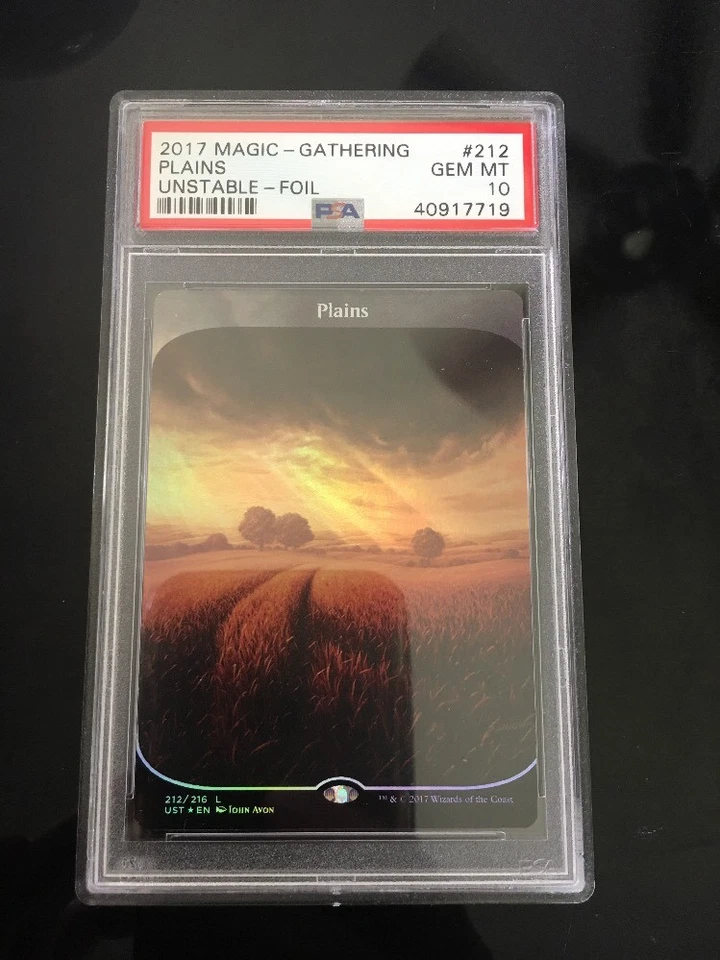 2017 MAGIC – GATHERING #212
PLAINS GEM MT
UNSTABLE – FOIL 10
PSA 40917719
Plains
212/216 L
UST ★ EN JOHN AVON
™ & © 2017 Wizards of the Coast
PSA